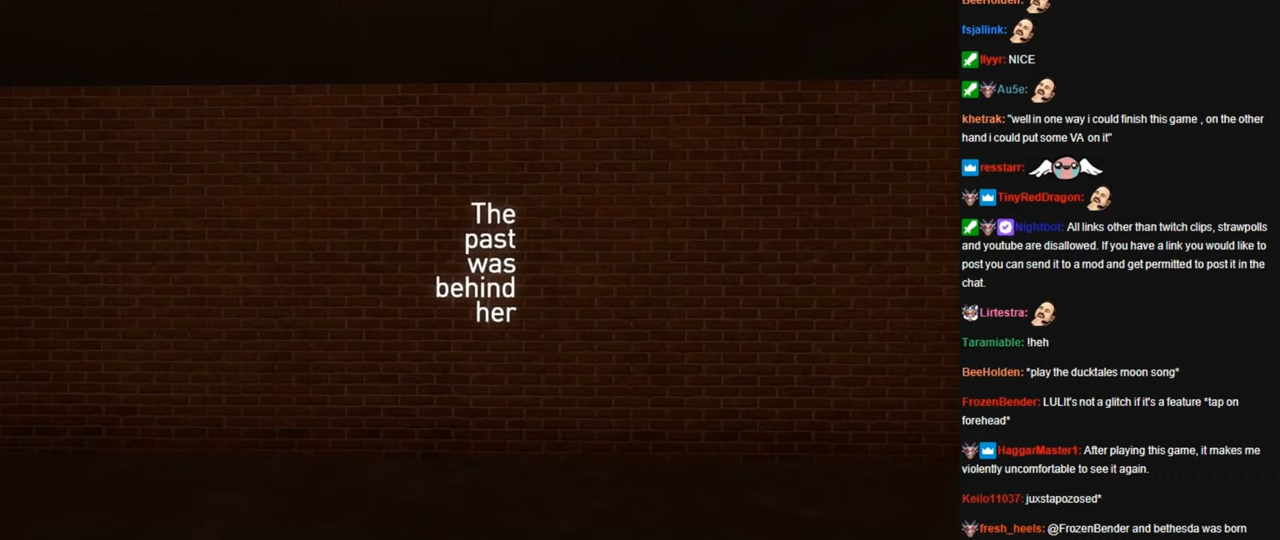 The
past
was
behind
her
BeeHolden:
fsjallink:
llyyr: NICE
Au5e:
khetrak: "well in one way i could finish this game , on the other
hand i could put some VA on it"
resstarr:
TinyRedDragon:
Nightbot: All links other than twitch clips, strawpolls
and youtube are disallowed. If you have a link you would like to
post you can send it to a mod and get permitted to post it in the
chat.
Lirtestra:
Taramiable: !heh
BeeHolden: *play the ducktales moon song*
FrozenBender: LULIt's not a glitch if it's a feature *tap on
forehead*
HaggarMaster1: After playing this game, it makes me
violently uncomfortable to see it again.
Keilo11037: juxstapozosed*
fresh_heels: @FrozenBender and bethesda was born